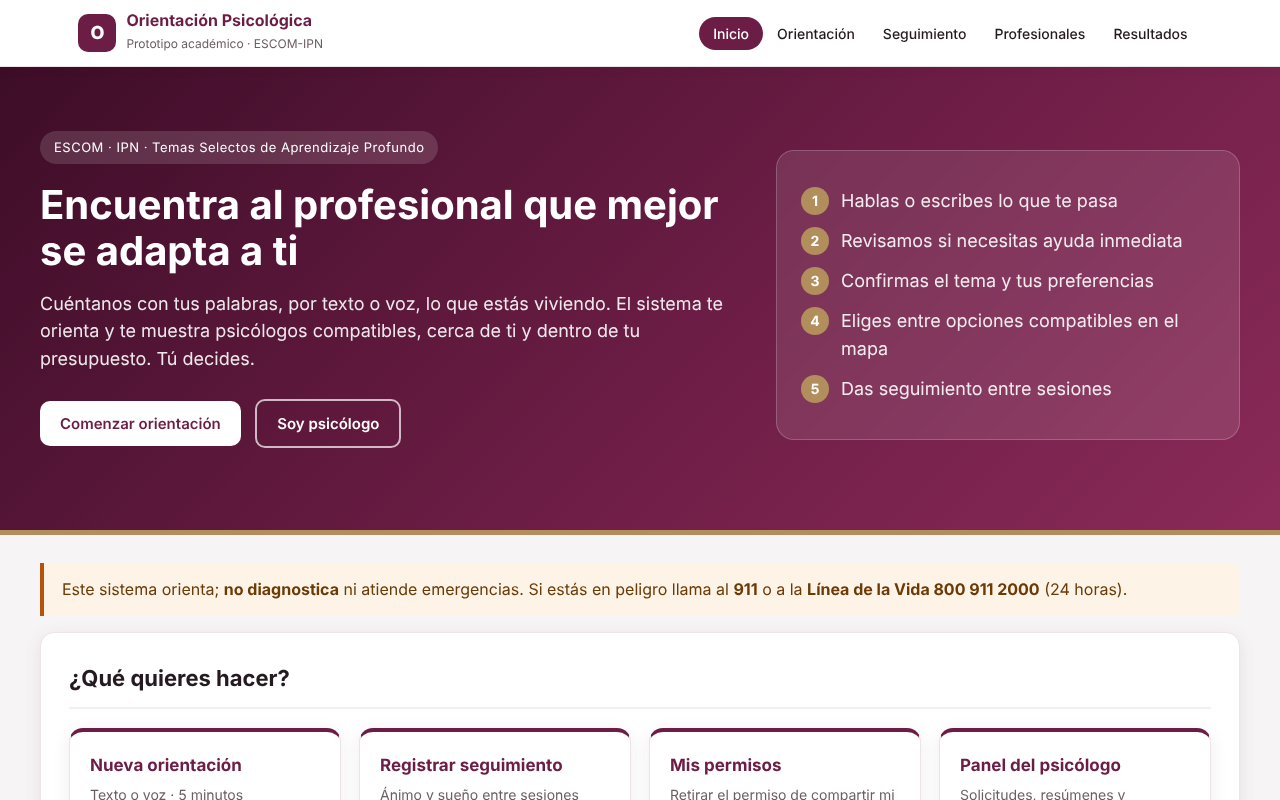 O
Orientación Psicológica
Prototipo académico · ESCOM-IPN
Inicio
Orientación
Seguimiento
Profesionales
Resultados
ESCOM · IPN · Temas Selectos de Aprendizaje Profundo
Encuentra al profesional que mejor
se adapta a ti
Cuéntanos con tus palabras, por texto o voz, lo que estás viviendo. El sistema te
orienta y te muestra psicólogos compatibles, cerca de ti y dentro de tu
presupuesto. Tú decides.
Comenzar orientación
Soy psicólogo
1 Hablas o escribes lo que te pasa
2 Revisamos si necesitas ayuda inmediata
3 Confirmas el tema y tus preferencias
4 Eliges entre opciones compatibles en el
mapa
5 Das seguimiento entre sesiones
Este sistema orienta; no diagnostica ni atiende emergencias. Si estás en peligro llama al 911 o a la Línea de la Vida 800 911 2000 (24 horas).
¿Qué quieres hacer?
Nueva orientación
Texto o voz · 5 minutos
Registrar seguimiento
Ánimo y sueño entre sesiones
Mis permisos
Retirar el permiso de compartir mi
Panel del psicólogo
Solicitudes, resúmenes y